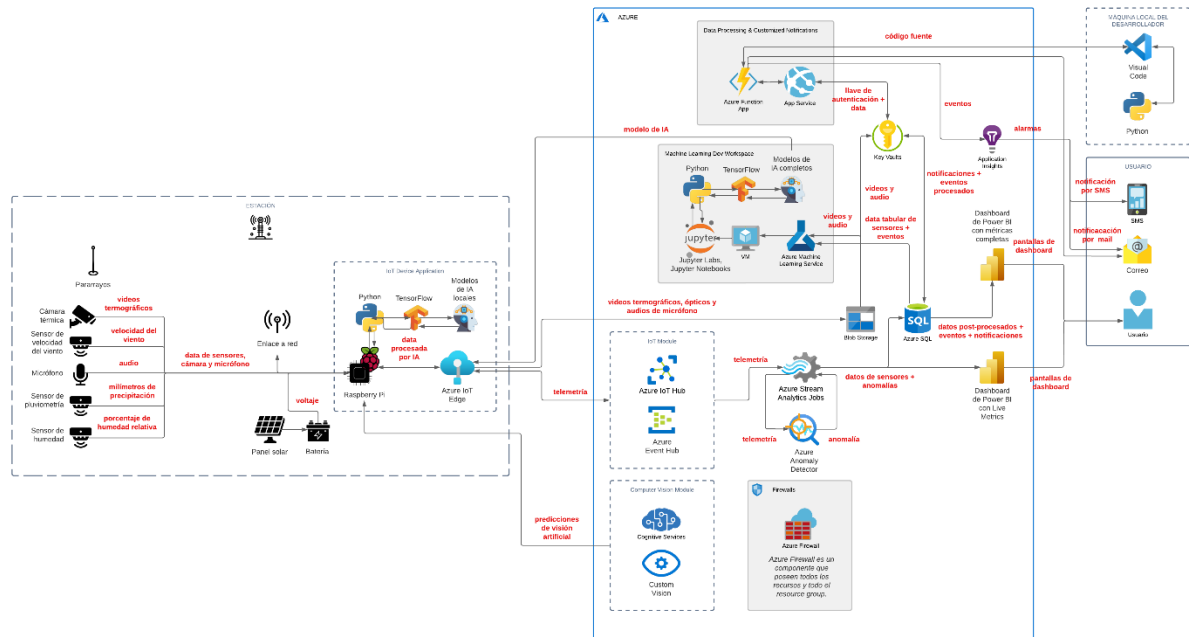 AZURE
Data Processing & Customized Notifications
Azure Function
App
App Service
código fuente
llave de
autenticación +
data
eventos
alarmas
Key Vaults
Application
Insights
MÁQUINA LOCAL DEL
DESARROLLADOR
Visual
Code
Python
USUARIO
notificación
por SMS
SMS
notificacación
por mail
Correo
Usuario
modelo de IA
Machine Learning Dev Workspace
Python
TensorFlow
Modelos de
IA completos
jupyter
Jupyter Labs,
Jupyter Notebooks
VM
Azure Machine
Learning Service
videos y
audio
videos y
audio
data tabular de
sensores +
eventos
notificaciones +
eventos
procesados
Dashboard
de Power BI
con métricas
completas
pantallas de
dashboard
ESTACIÓN
Pararrayos
Cámara
térmica
videos
termográficos
Sensor de
velocidad
del viento
velocidad del
viento
Micrófono
audio
Sensor de
pluviometría
milímetros de
precipitación
Sensor de
humedad
porcentaje de
humedad relativa
Enlace a red
data de sensores,
cámara y micrófono
voltaje
Panel solar
Batería
IoT Device Application
Python
TensorFlow
Modelos
de IA
locales
data
procesada
por IA
Raspberry Pi
Azure IoT
Edge
videos termográficos, ópticos y
audios de micrófono
telemetría
Blob Storage
SQL
Azure SQL
datos post-procesados +
eventos + notificaciones
IoT Module
Azure IoT Hub
Azure
Event Hub
telemetría
Azure Stream
Analytics Jobs
datos de sensores +
anomalías
telemetría
anomalía
Azure
Anomaly
Detector
Dashboard
de Power BI
con Live
Metrics
pantallas de
dashboard
predicciones
de visión
artificial
Computer Vision Module
Cognitive Services
Custom
Vision
Firewalls
Azure Firewall
Azure Firewall es un
componente que
poseen todos los
recursos y todo el
resource group.